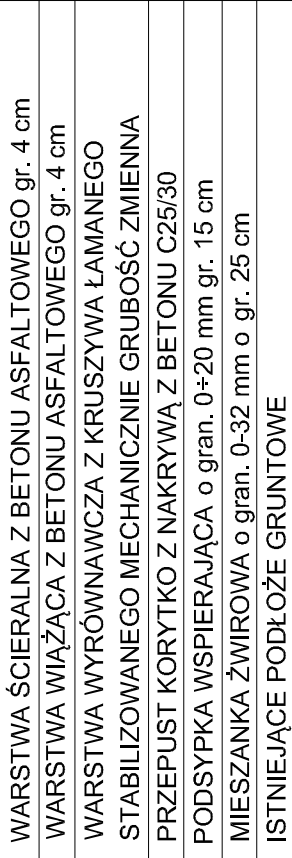 WARSTWA ŚCIERALNA Z BETONU ASFALTOWEGO gr. 4 cm
WARSTWA WIĄŻĄCA Z BETONU ASFALTOWEGO gr. 4 cm
WARSTWA WYRÓWNAWCZA Z KRUSZYWA ŁAMANEGO
STABILIZOWANEGO MECHANICZNIE GRUBOŚĆ ZMIENNA
PRZEPUST KORYTKO Z NAKRYWĄ Z BETONU C25/30
PODSYPKA WSPIERAJĄCA o gran. 0÷20 mm gr. 15 cm
MIESZANKA ŻWIROWA o gran. 0-32 mm o gr. 25 cm
ISTNIEJĄCE PODŁOŻE GRUNTOWE